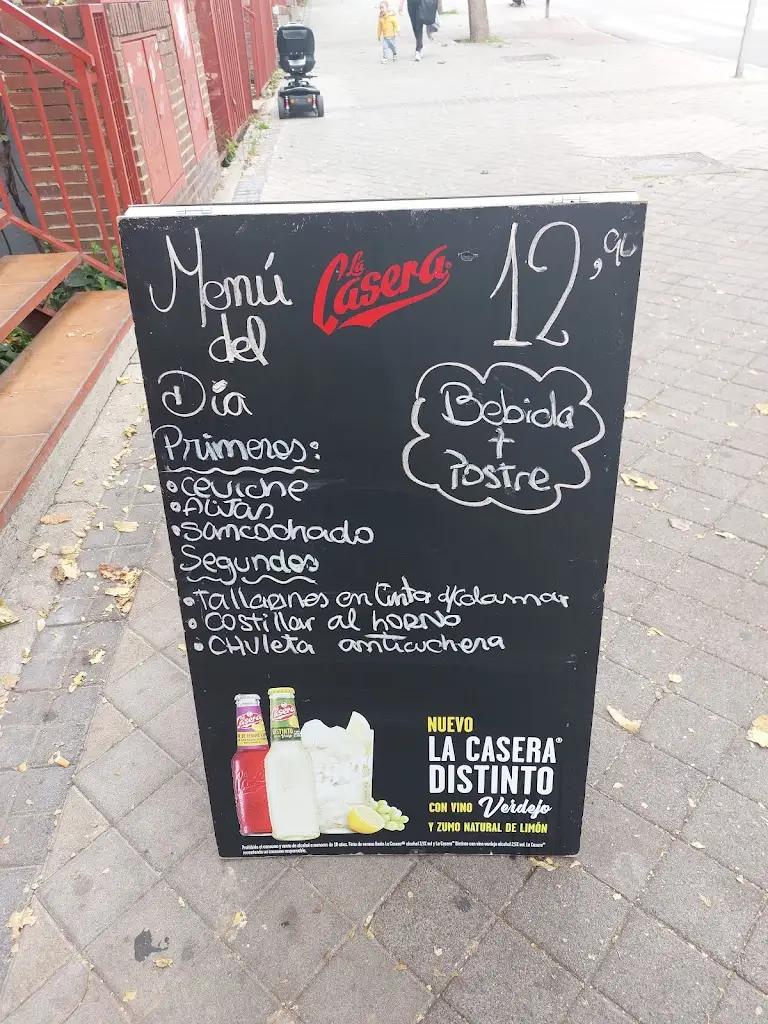 Menú
del
Día
La Casera
12,90
Bebida
+
Postre
Primeros:
• Ceviche
• Alitas
• Sancochado
Segundos
• Tallarines en tinta d/calamar
• Costillar al horno
• Chuleta anticuchera
NUEVO
LA CASERA®
DISTINTO
CON VINO Verdejo
Y ZUMO NATURAL DE LIMÓN